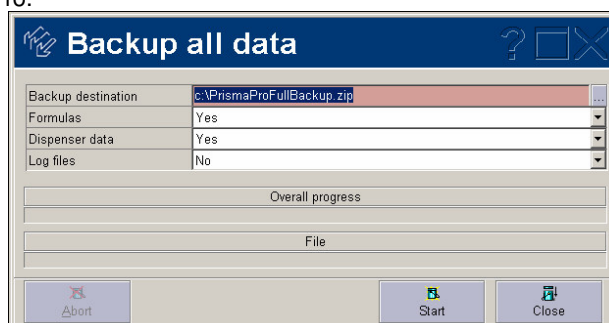 10.
Backup all data
Backup destination c:\PrismaProFullBackup.zip ...
Formulas Yes
Dispenser data Yes
Log files No
Overall progress
File
Abort Start Close